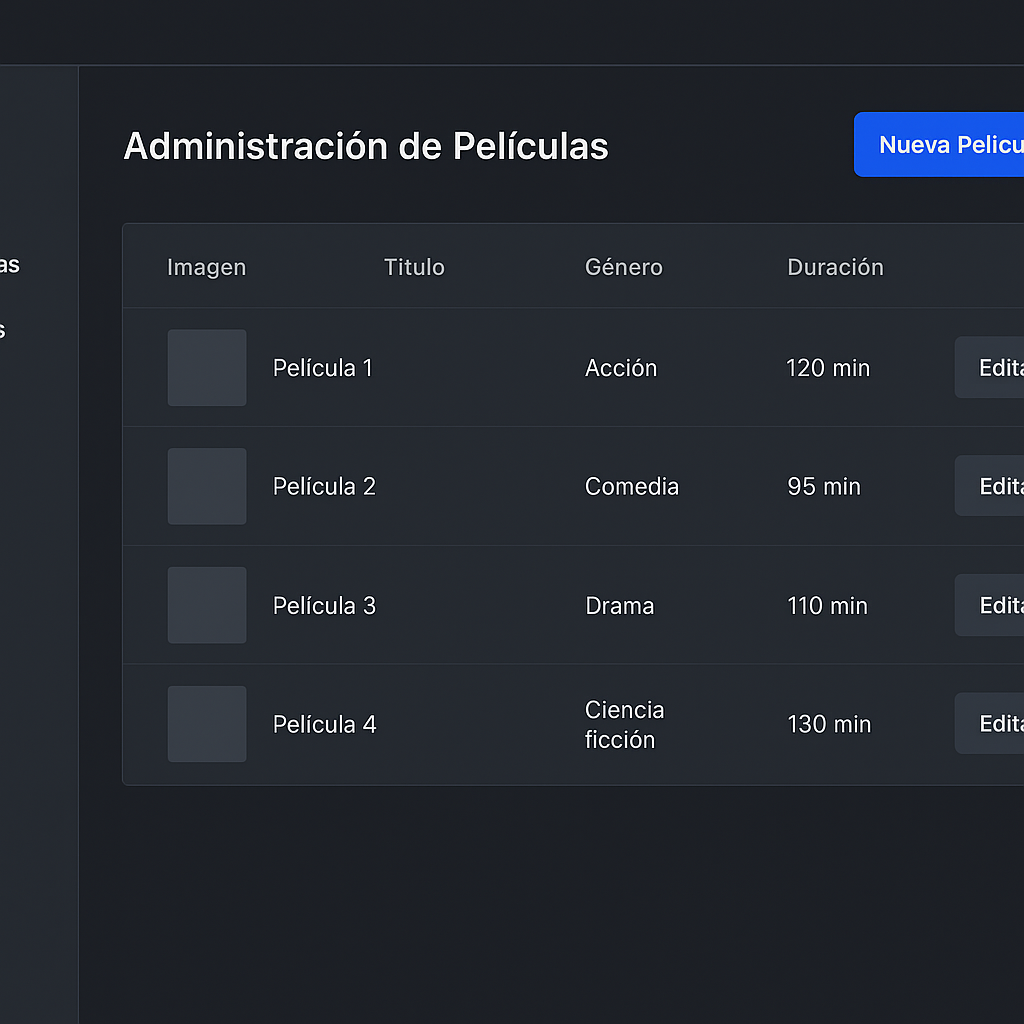 Administración de Películas
Nueva Pelicu
as
s
Imagen Titulo Género Duración
Película 1 Acción 120 min Edita
Película 2 Comedia 95 min Edita
Película 3 Drama 110 min Edita
Película 4 Ciencia ficción 130 min Edita